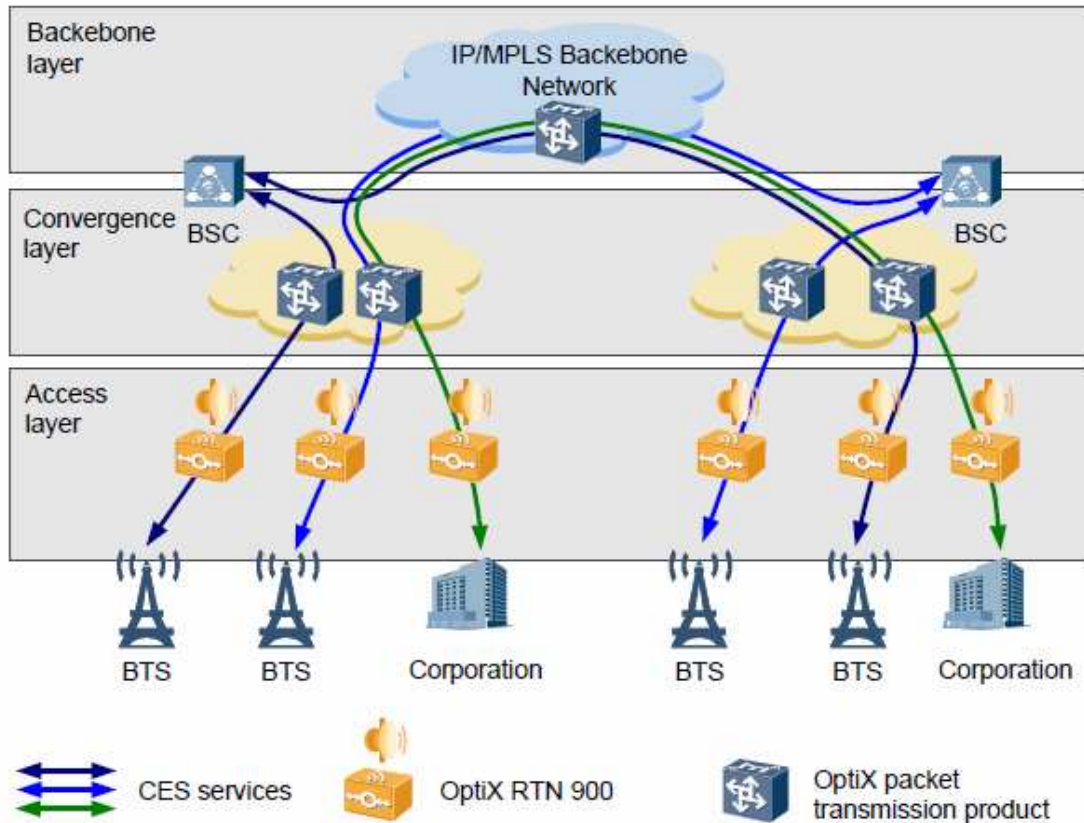 Backebone
layer
IP/MPLS Backebone
Network
Convergence
layer
BSC
BSC
Access
layer
BTS
BTS
Corporation
BTS
BTS
Corporation
CES services
OptiX RTN 900
OptiX packet
transmission product